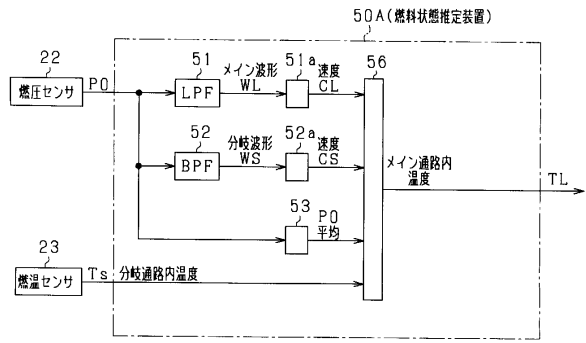 50A(燃料状態推定装置)
22
燃圧センサ
P0
51
LPF
メイン波形
WL
51a
速度
CL
56
52
BPF
分岐波形
WS
52a
速度
CS
メイン通路内
温度
TL
53
P0
平均
23
燃温センサ
Ts 分岐通路内温度